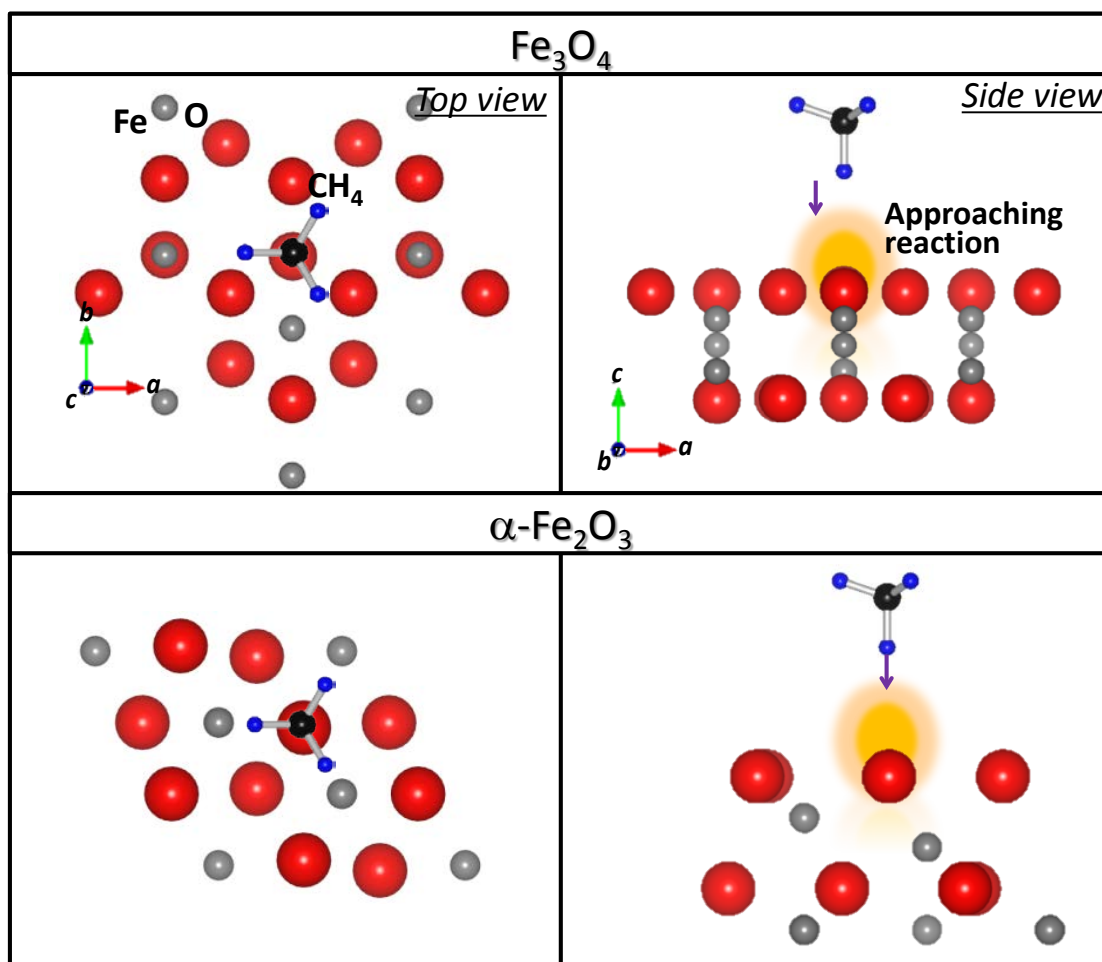 Fe₃O₄
Top view
Side view
Fe
O
CH₄
Approaching
reaction
b
a
c
c
a
b
α-Fe₂O₃